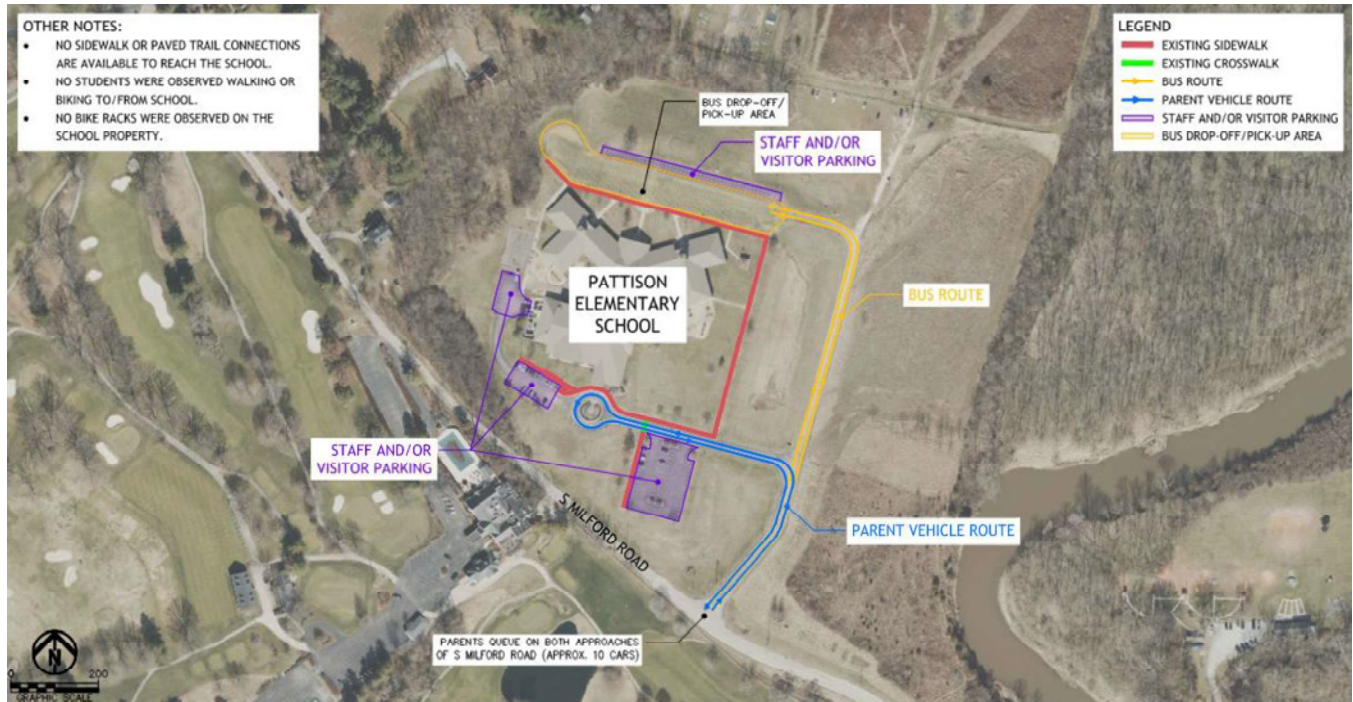 OTHER NOTES:
• NO SIDEWALK OR PAVED TRAIL CONNECTIONS
ARE AVAILABLE TO REACH THE SCHOOL.
• NO STUDENTS WERE OBSERVED WALKING OR
BIKING TO/FROM SCHOOL.
• NO BIKE RACKS WERE OBSERVED ON THE
SCHOOL PROPERTY.
LEGEND
EXISTING SIDEWALK
EXISTING CROSSWALK
BUS ROUTE
PARENT VEHICLE ROUTE
STAFF AND/OR VISITOR PARKING
BUS DROP-OFF/PICK-UP AREA
BUS DROP-OFF/
PICK-UP AREA
STAFF AND/OR
VISITOR PARKING
PATTISON
ELEMENTARY
SCHOOL
BUS ROUTE
STAFF AND/OR
VISITOR PARKING
S MILFORD ROAD
PARENT VEHICLE ROUTE
PARENTS QUEUE ON BOTH APPROACHES
OF S MILFORD ROAD (APPROX. 10 CARS)
N
0 200
GRAPHIC SCALE